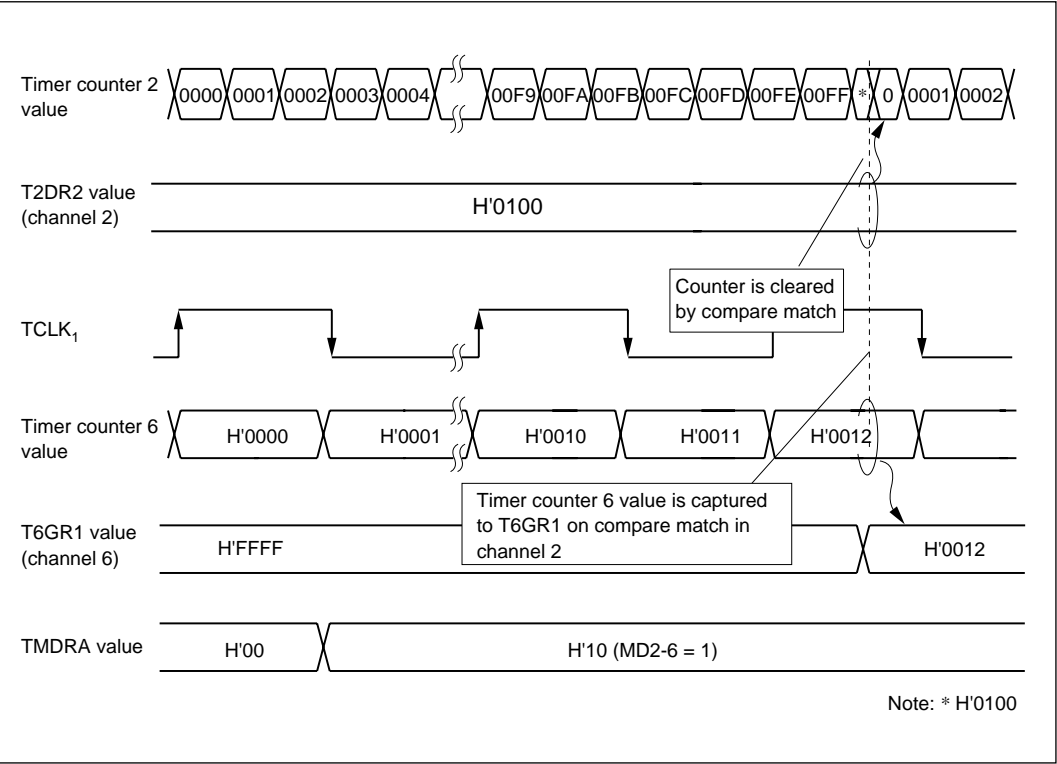 Timer counter 2
value
0000 0001 0002 0003 0004 00F9 00FA 00FB 00FC 00FD 00FE 00FF * 0 0001 0002
T2DR2 value
(channel 2)
H'0100
Counter is cleared
by compare match
TCLK1
Timer counter 6
value
H'0000 H'0001 H'0010 H'0011 H'0012
Timer counter 6 value is captured
to T6GR1 on compare match in
channel 2
T6GR1 value
(channel 6)
H'FFFF H'0012
TMDRA value
H'00 H'10 (MD2-6 = 1)
Note: * H'0100